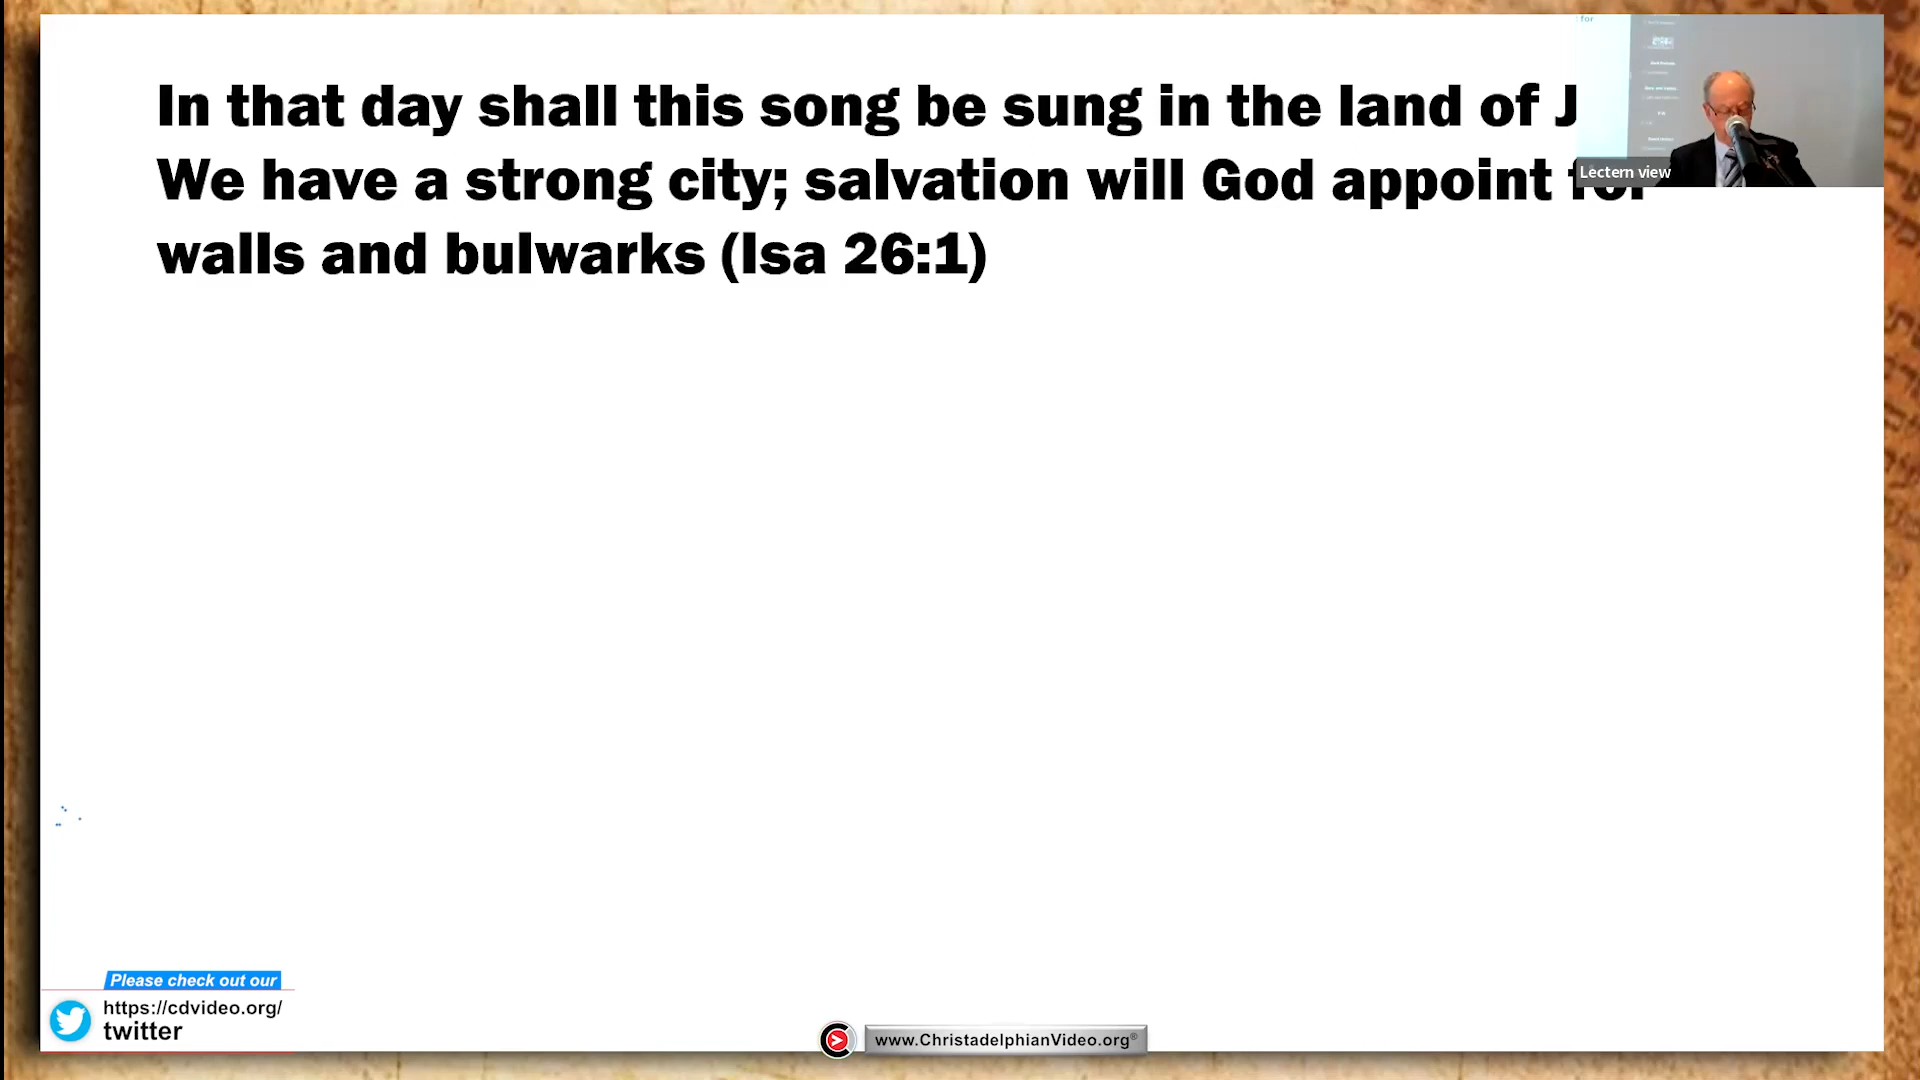 In that day shall this song be sung in the land of J
We have a strong city; salvation will God appoint for
walls and bulwarks (Isa 26:1)
for
Lectern view
Please check out our
https://cdvideo.org/
twitter
www.ChristadelphianVideo.org®